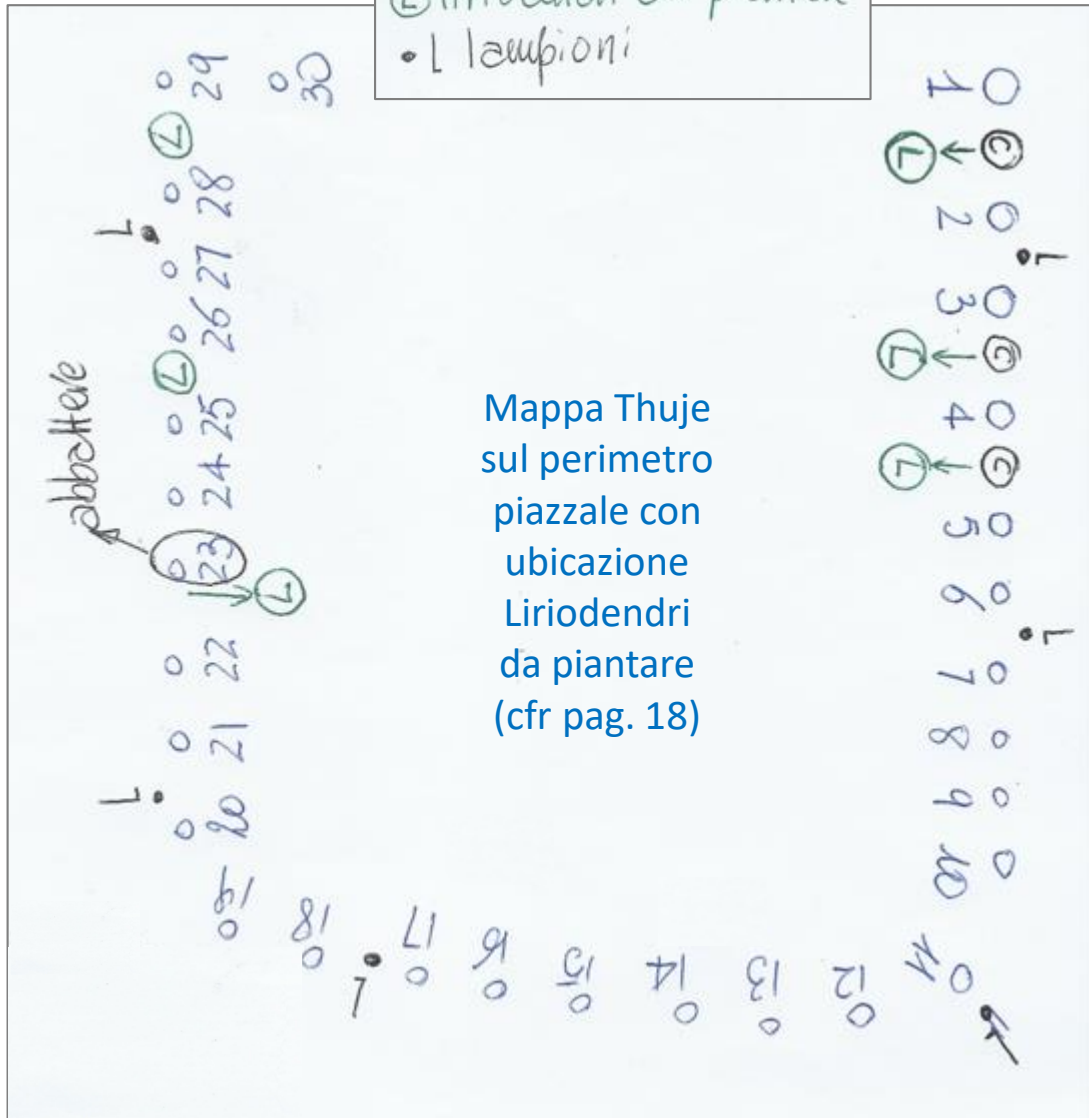 • L lampioni
29
30
L
28
L
27
26
L
25
24
abbattere
23
L
22
21
L
20
19
18
L
17
16
15
14
13
12
11
L
1
C
L
2
L
3
C
L
4
C
L
5
6
L
7
8
9
10
Mappa Thuje
sul perimetro
piazzale con
ubicazione
Liriodendri
da piantare
(cfr pag. 18)